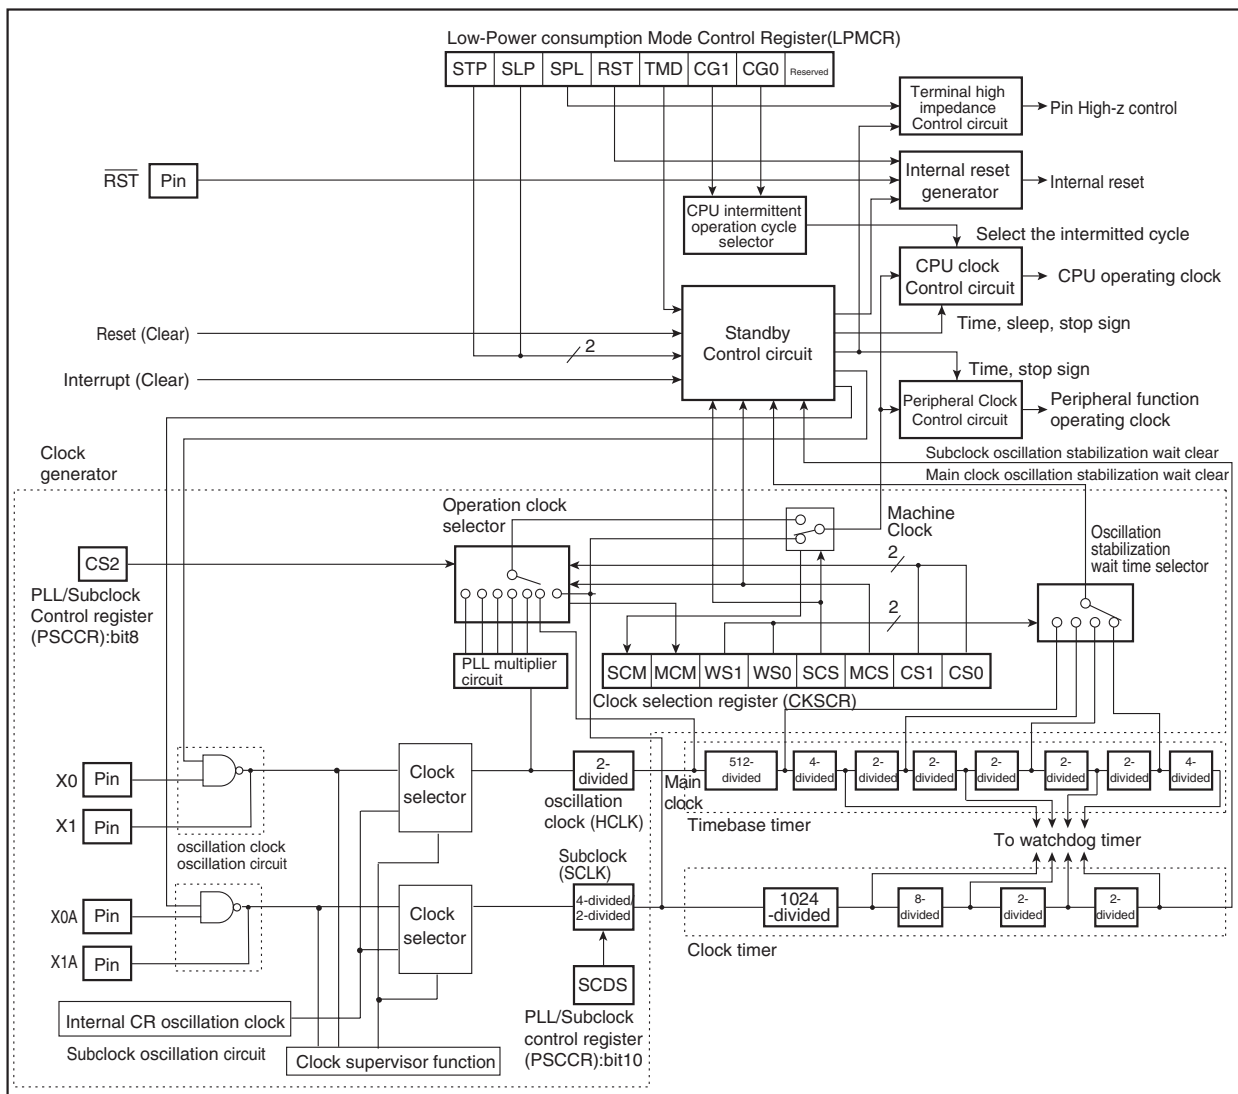 Low-Power consumption Mode Control Register(LPMCR)
STP SLP SPL RST TMD CG1 CG0 Reserved
Terminal high
impedance
Control circuit
Pin High-z control
RST Pin
Internal reset
generator
Internal reset
CPU intermittent
operation cycle
selector
Select the intermitted cycle
CPU clock
Control circuit
CPU operating clock
Standby
Control circuit
Time, sleep, stop sign
Reset (Clear)
2
Interrupt (Clear)
Time, stop sign
Peripheral Clock
Control circuit
Peripheral function
operating clock
Clock
generator
Subclock oscillation stabilization wait clear
Main clock oscillation stabilization wait clear
Operation clock
selector
Machine
Clock
Oscillation
stabilization
wait time selector
CS2
PLL/Subclock
Control register
(PSCCR):bit8
2
2
PLL multiplier
circuit
SCM MCM WS1 WS0 SCS MCS CS1 CS0
Clock selection register (CKSCR)
X0 Pin
X1 Pin
oscillation clock
oscillation circuit
Clock
selector
2-
divided
oscillation
clock (HCLK)
Main
clock
512-
divided
4-
divided
2-
divided
2-
divided
2-
divided
2-
divided
2-
divided
4-
divided
Timebase timer
To watchdog timer
Subclock
(SCLK)
X0A Pin
X1A Pin
Clock
selector
4-divided/
2-divided
1024
-divided
8-
divided
2-
divided
2-
divided
Clock timer
SCDS
PLL/Subclock
control register
(PSCCR):bit10
Internal CR oscillation clock
Subclock oscillation circuit
Clock supervisor function